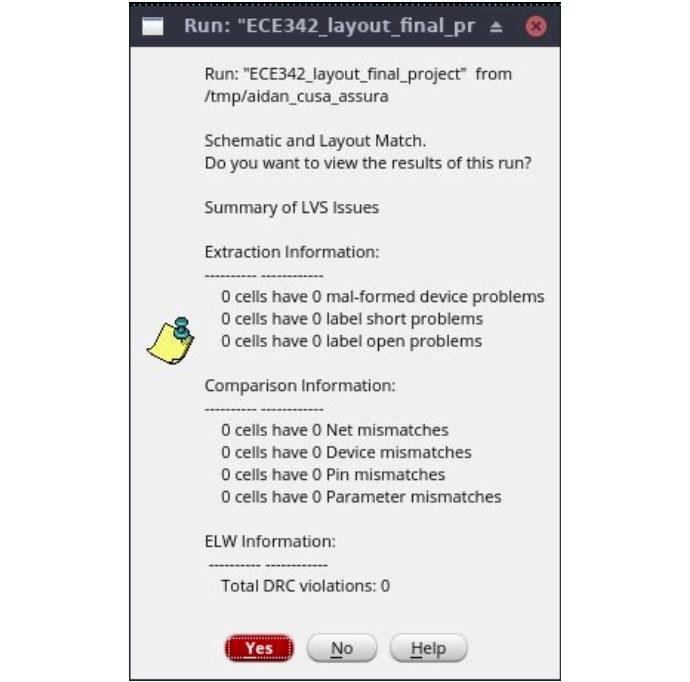 Run: "ECE342_layout_final_pr
Run: "ECE342_layout_final_project" from
/tmp/aidan_cusa_assura
Schematic and Layout Match.
Do you want to view the results of this run?
Summary of LVS Issues
Extraction Information:
---------- ------------
0 cells have 0 mal-formed device problems
0 cells have 0 label short problems
0 cells have 0 label open problems
Comparison Information:
---------- ------------
0 cells have 0 Net mismatches
0 cells have 0 Device mismatches
0 cells have 0 Pin mismatches
0 cells have 0 Parameter mismatches
ELW Information:
---------- ------------
Total DRC violations: 0
Yes No Help